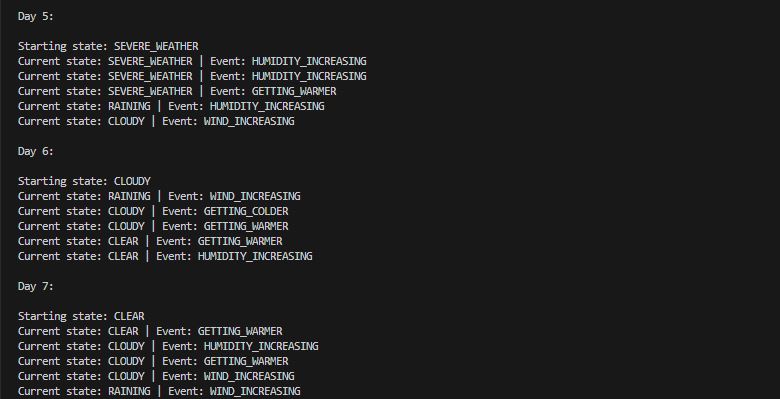 Day 5:
Starting state: SEVERE_WEATHER
Current state: SEVERE_WEATHER | Event: HUMIDITY_INCREASING
Current state: SEVERE_WEATHER | Event: HUMIDITY_INCREASING
Current state: SEVERE_WEATHER | Event: GETTING_WARMER
Current state: RAINING | Event: HUMIDITY_INCREASING
Current state: CLOUDY | Event: WIND_INCREASING
Day 6:
Starting state: CLOUDY
Current state: RAINING | Event: WIND_INCREASING
Current state: CLOUDY | Event: GETTING_COLDER
Current state: CLOUDY | Event: GETTING_WARMER
Current state: CLEAR | Event: GETTING_WARMER
Current state: CLEAR | Event: HUMIDITY_INCREASING
Day 7:
Starting state: CLEAR
Current state: CLEAR | Event: GETTING_WARMER
Current state: CLOUDY | Event: HUMIDITY_INCREASING
Current state: CLOUDY | Event: GETTING_WARMER
Current state: CLOUDY | Event: WIND_INCREASING
Current state: RAINING | Event: WIND_INCREASING